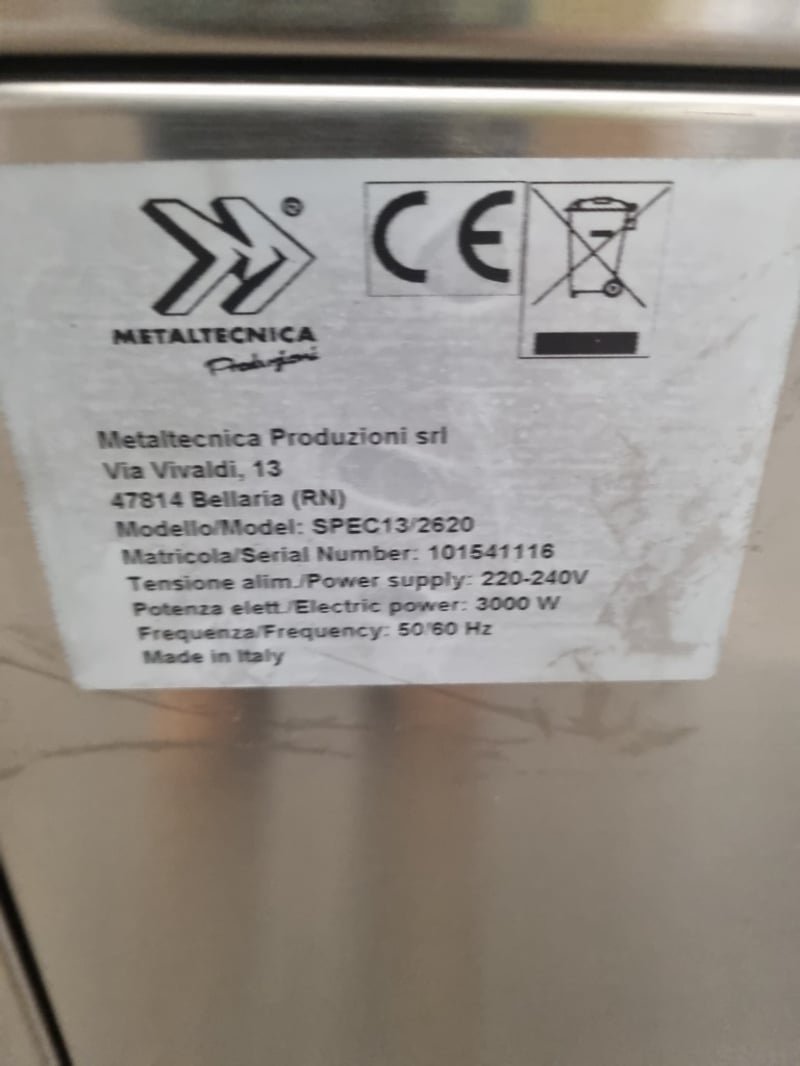 ®
CE
METALTECNICA
Produzioni
Metaltecnica Produzioni srl
Via Vivaldi, 13
47814 Bellaria (RN)
Modello/Model: SPEC13/2620
Matricola/Serial Number: 101541116
Tensione alim./Power supply: 220-240V
Potenza elett./Electric power: 3000 W
Frequenza/Frequency: 50/60 Hz
Made in Italy